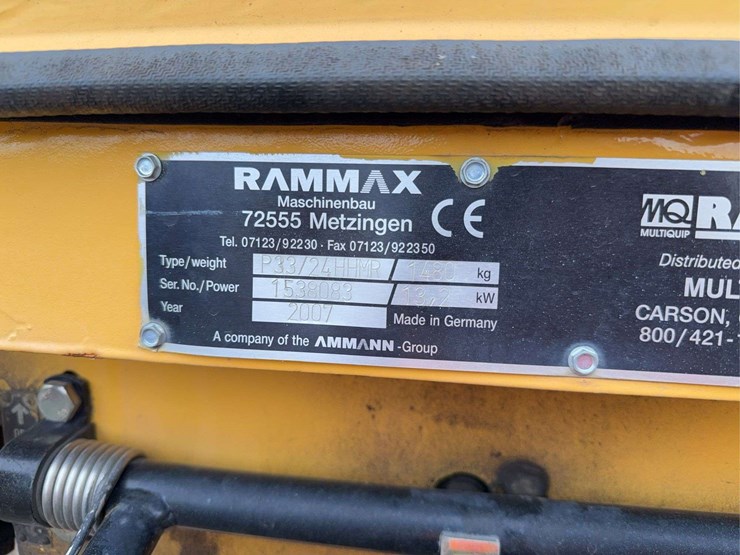 RAMMAX
Maschinenbau
72555 Metzingen CE
Tel. 07123/92230 · Fax 07123/922350
Type/weight P33/24HHMR / kg
Ser. No./Power 1538083 / kW
Year 2007 Made in Germany
A company of the AMMANN -Group
MQ
MULTIQUIP
Distributed
CARSON,
800/421-